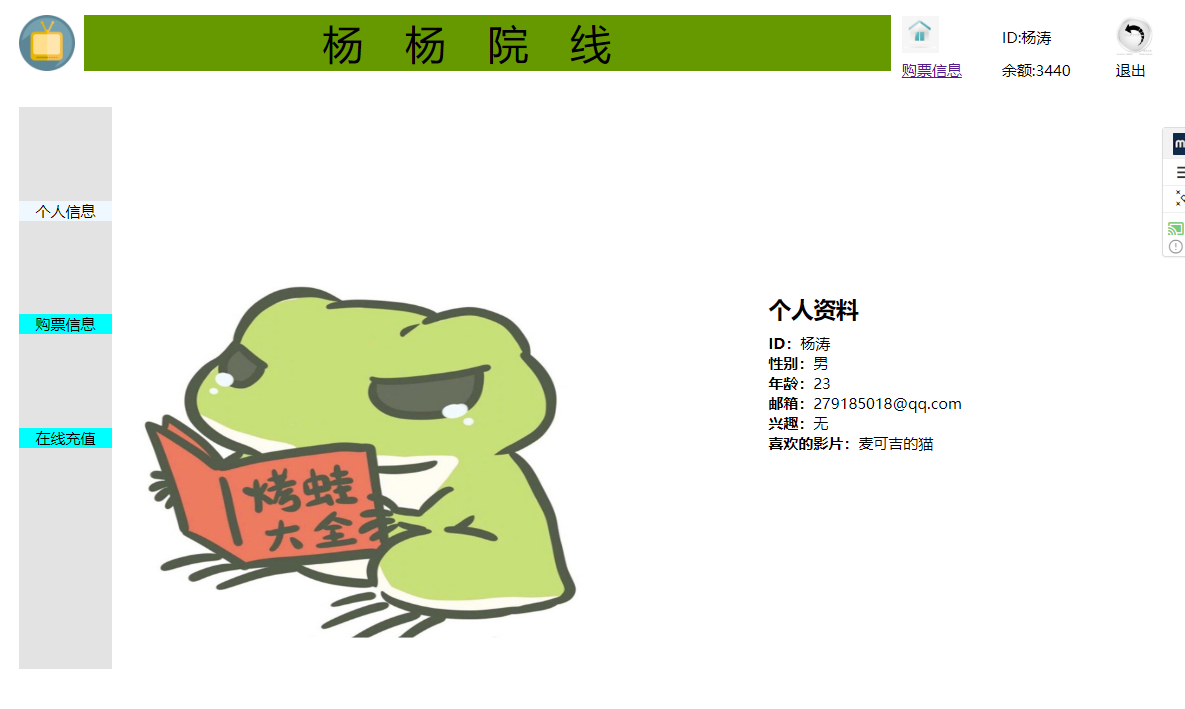 杨 杨 院 线
ID:杨涛
购票信息
余额:3440
退出
个人信息
购票信息
在线充值
烤蛙
大全
个人资料
ID：杨涛
性别：男
年龄：23
邮箱：279185018@qq.com
兴趣：无
喜欢的影片：麦可吉的猫